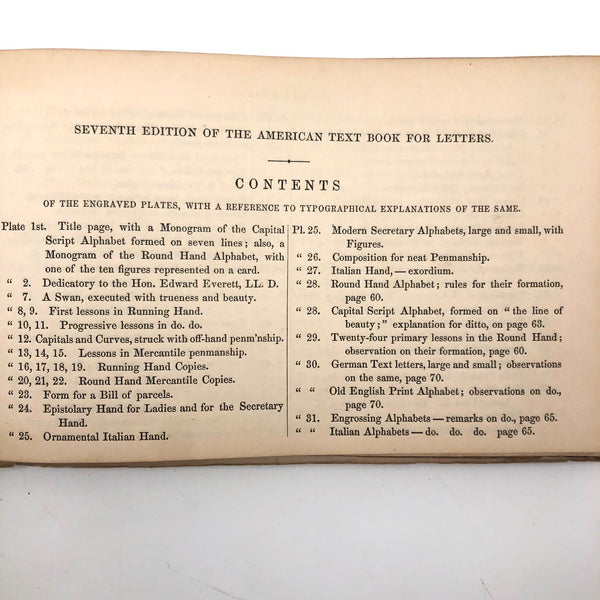 SEVENTH EDITION OF THE AMERICAN TEXT BOOK FOR LETTERS.
CONTENTS
OF THE ENGRAVED PLATES, WITH A REFERENCE TO TYPOGRAPHICAL EXPLANATIONS OF THE SAME.
Plate 1st. Title page, with a Monogram of the Capital
Script Alphabet formed on seven lines; also, a
Monogram of the Round Hand Alphabet, with
one of the ten figures represented on a card.
“ 2. Dedicatory to the Hon. Edward Everett, LL. D.
“ 7. A Swan, executed with trueness and beauty.
“ 8, 9. First lessons in Running Hand.
“ 10, 11. Progressive lessons in do. do.
“ 12. Capitals and Curves, struck with off-hand penm'nship.
“ 13, 14, 15. Lessons in Mercantile penmanship.
“ 16, 17, 18, 19. Running Hand Copies.
“ 20, 21, 22. Round Hand Mercantile Copies.
“ 23. Form for a Bill of parcels.
“ 24. Epistolary Hand for Ladies and for the Secretary
Hand.
“ 25. Ornamental Italian Hand.
Pl. 25. Modern Secretary Alphabets, large and small, with
Figures.
“ 26. Composition for neat Penmanship.
“ 27. Italian Hand, — exordium.
“ 28. Round Hand Alphabet; rules for their formation,
page 60.
“ 28. Capital Script Alphabet, formed on “the line of
beauty;” explanation for ditto, on page 63.
“ 29. Twenty-four primary lessons in the Round Hand;
observation on their formation, page 60.
“ 30. German Text letters, large and small; observations
on the same, page 70.
“ “ Old English Print Alphabet; observations on do.,
page 70.
“ 31. Engrossing Alphabets — remarks on do., page 65.
“ “ Italian Alphabets — do. do. do. page 65.